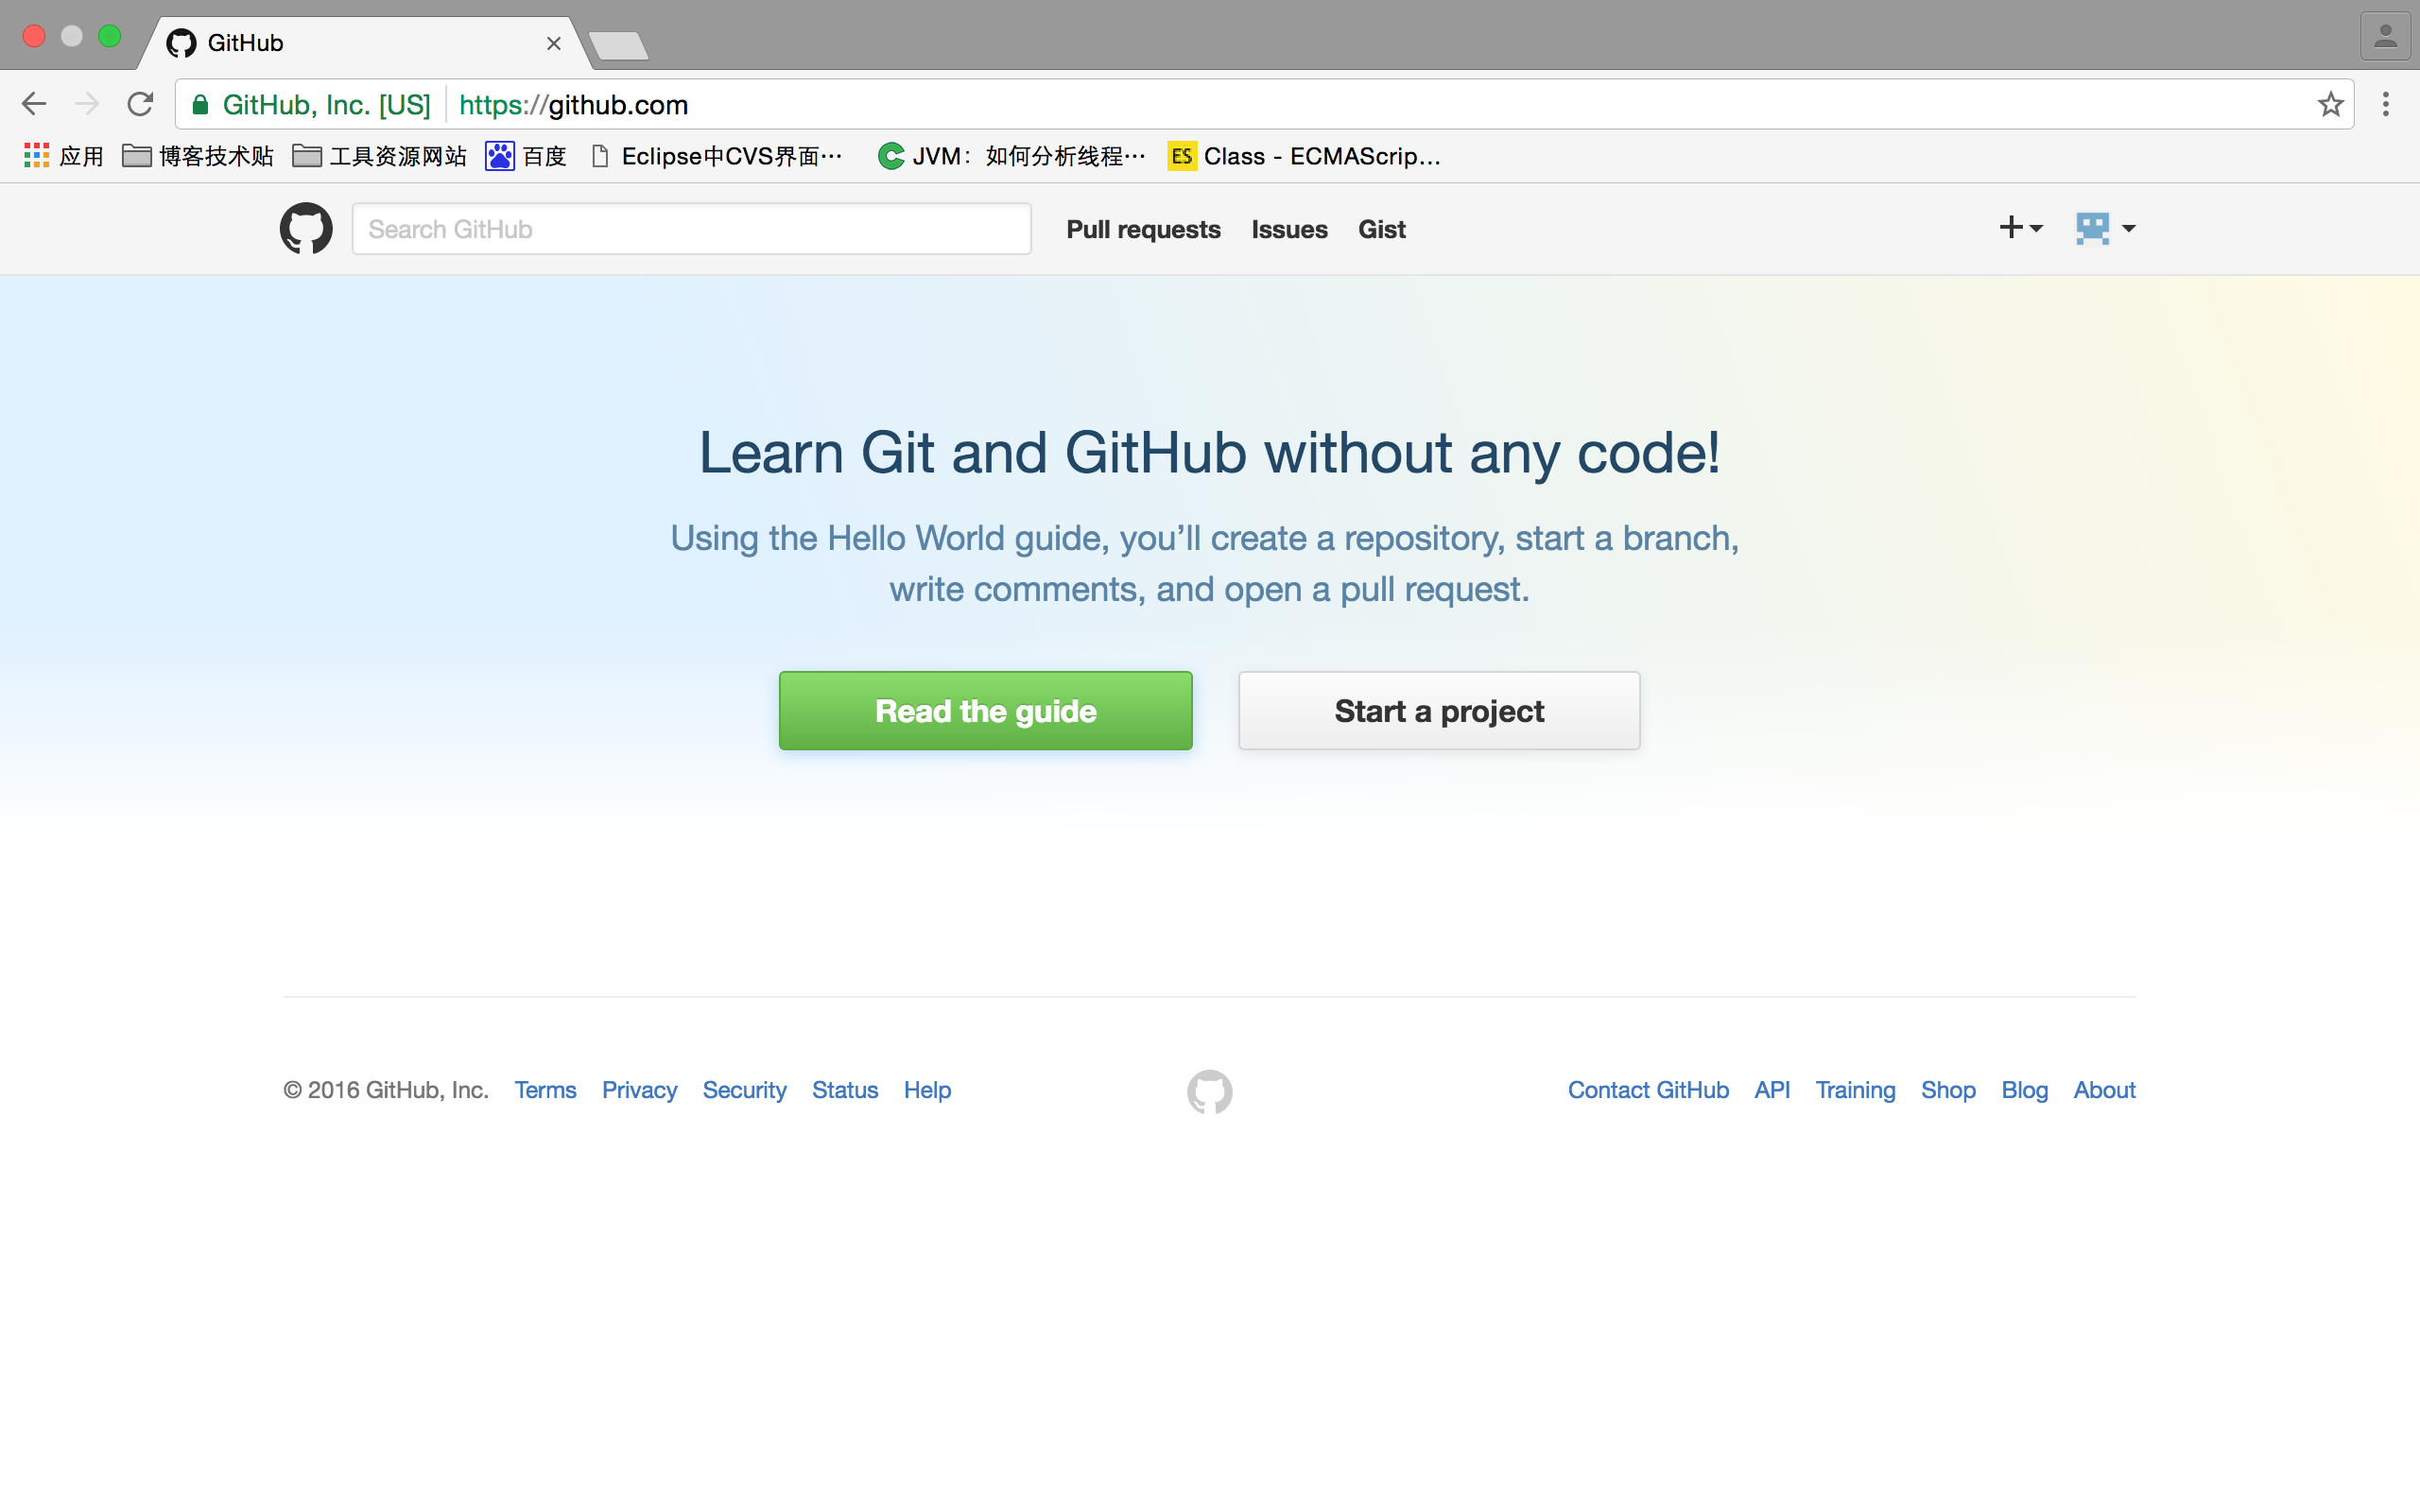 GitHub
GitHub, Inc. [US] https://github.com
应用 博客技术贴 工具资源网站 百度 Eclipse中CVS界面… JVM：如何分析线程… ES Class - ECMAScrip…
Search GitHub Pull requests Issues Gist
Learn Git and GitHub without any code!
Using the Hello World guide, you’ll create a repository, start a branch,
write comments, and open a pull request.
Read the guide Start a project
© 2016 GitHub, Inc. Terms Privacy Security Status Help Contact GitHub API Training Shop Blog About